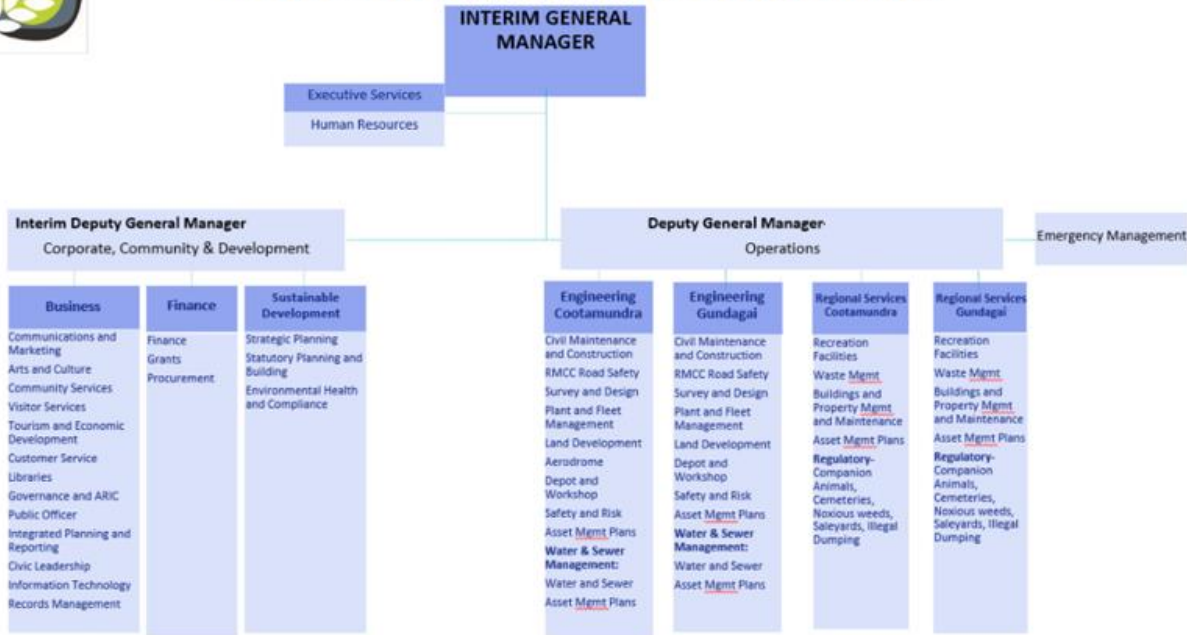 INTERIM GENERAL
MANAGER
Executive Services
Human Resources
Interim Deputy General Manager
Corporate, Community & Development
Deputy General Manager-
Operations
Emergency Management
Business
Communications and
Marketing
Arts and Culture
Community Services
Visitor Services
Tourism and Economic
Development
Customer Service
Libraries
Governance and ARIC
Public Officer
Integrated Planning and
Reporting
Civic Leadership
Information Technology
Records Management
Finance
Finance
Grants
Procurement
Sustainable
Development
Strategic Planning
Statutory Planning and
Building
Environmental Health
and Compliance
Engineering
Cootamundra
Civil Maintenance
and Construction
RMCC Road Safety
Survey and Design
Plant and Fleet
Management
Land Development
Aerodrome
Depot and
Workshop
Safety and Risk
Asset Mgmt Plans
Water & Sewer
Management:
Water and Sewer
Asset Mgmt Plans
Engineering
Gundagai
Civil Maintenance
and Construction
RMCC Road Safety
Survey and Design
Plant and Fleet
Management
Land Development
Depot and
Workshop
Safety and Risk
Asset Mgmt Plans
Water & Sewer
Management:
Water and Sewer
Asset Mgmt Plans
Regional Services
Cootamundra
Recreation
Facilities
Waste Mgmt
Buildings and
Property Mgmt
and Maintenance
Asset Mgmt Plans
Regulatory-
Companion
Animals,
Cemeteries,
Noxious weeds,
Saleyards, Illegal
Dumping
Regional Services
Gundagai
Recreation
Facilities
Waste Mgmt
Buildings and
Property Mgmt
and Maintenance
Asset Mgmt Plans
Regulatory-
Companion
Animals,
Cemeteries,
Noxious weeds,
Saleyards, Illegal
Dumping